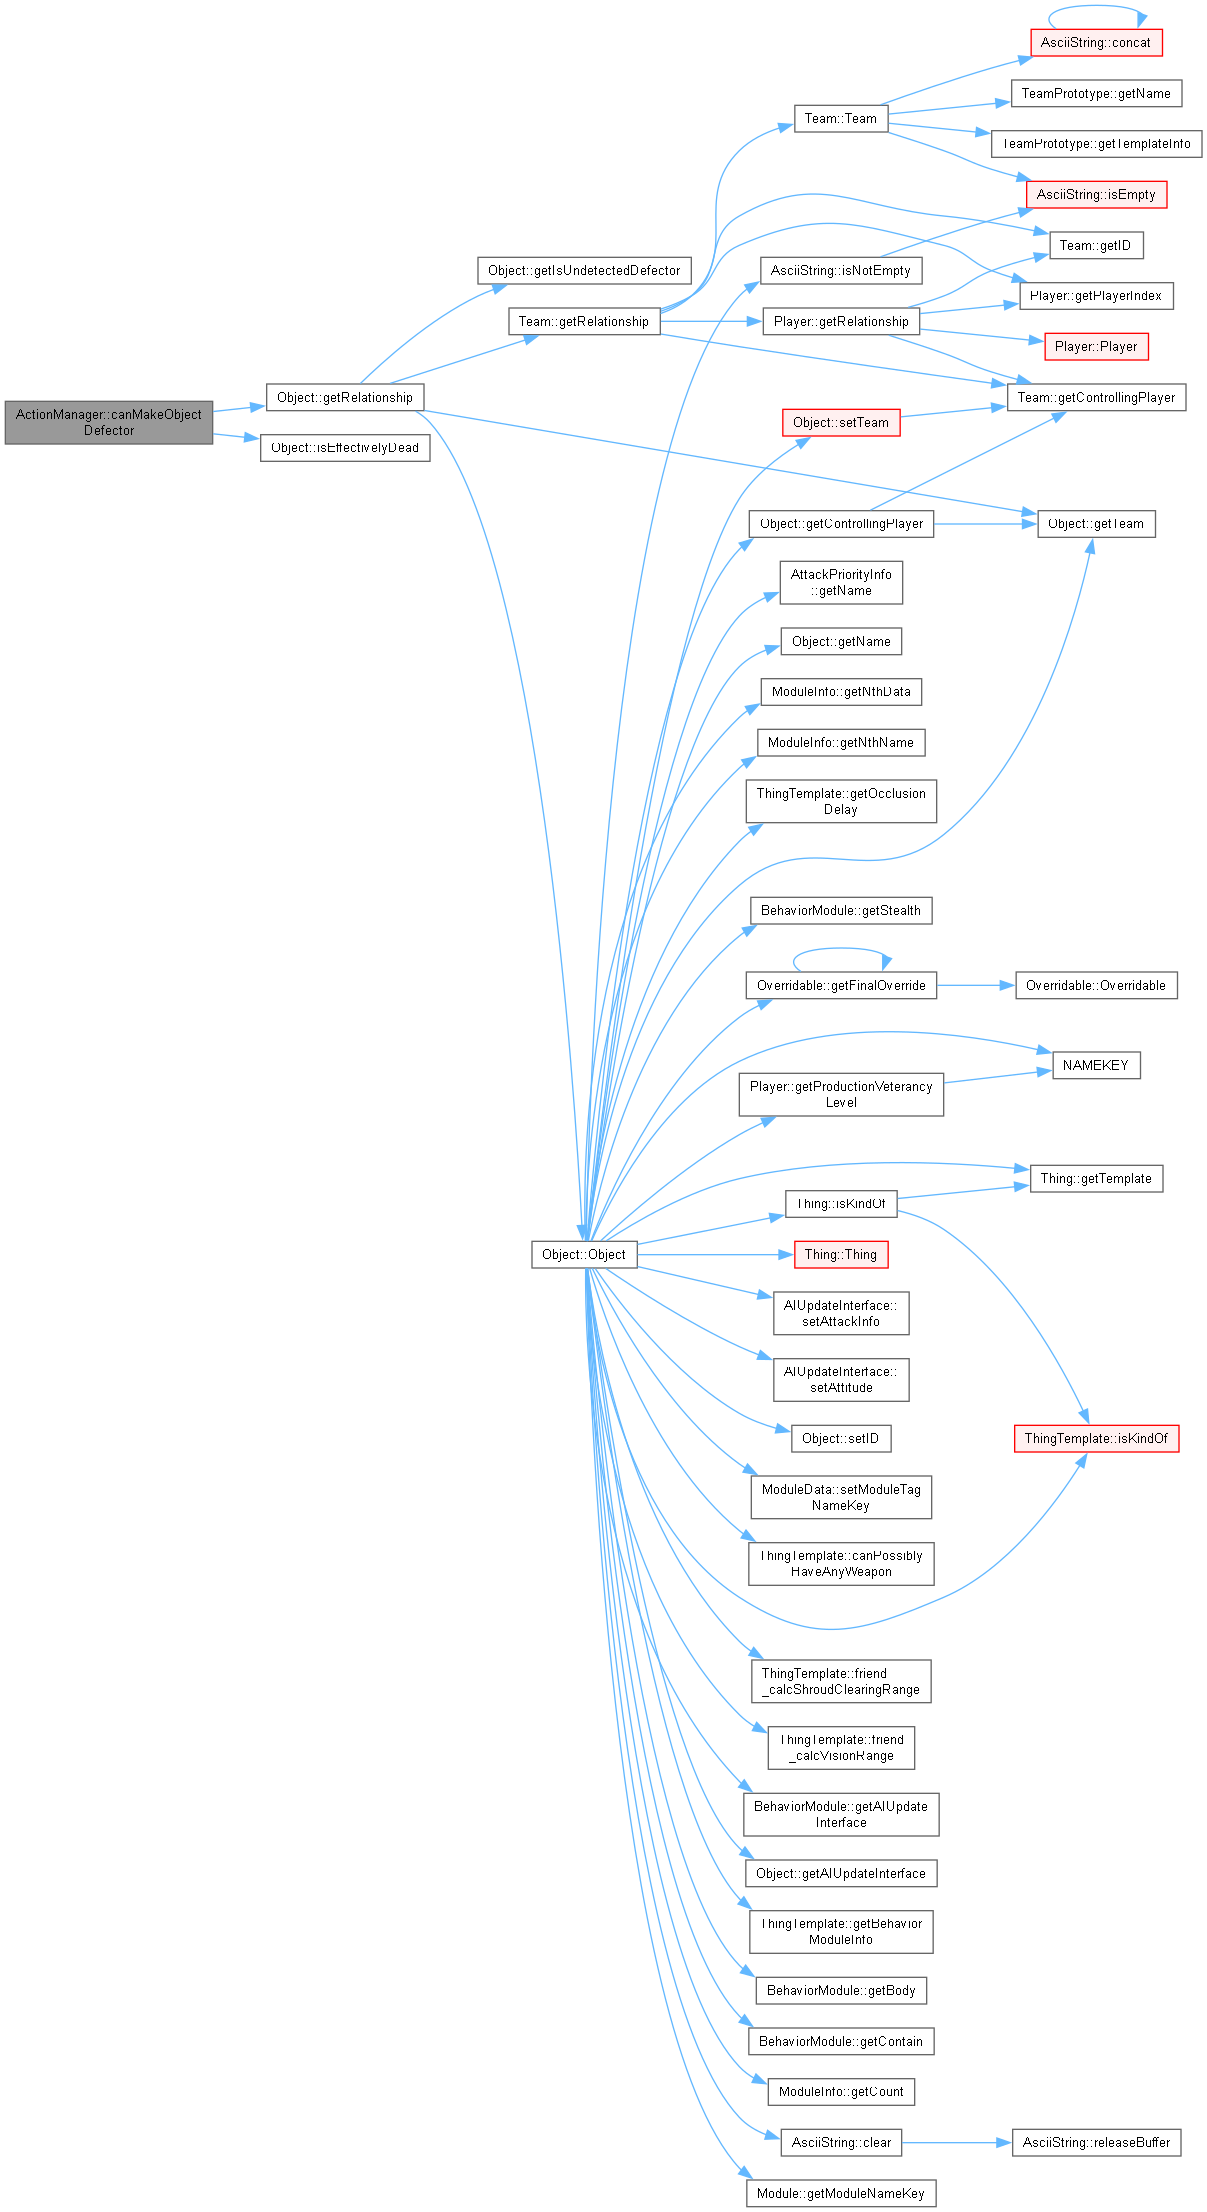 AsciiString::concat
TeamPrototype::getName
Team::Team
TeamPrototype::getTemplateInfo
AsciiString::isEmpty
Team::getID
Object::getIsUndetectedDefector
AsciiString::isNotEmpty
Player::getPlayerIndex
Team::getRelationship
Player::getRelationship
Player::Player
Object::getRelationship
Team::getControllingPlayer
ActionManager::canMakeObject
Defector
Object::setTeam
Object::isEffectivelyDead
Object::getControllingPlayer
Object::getTeam
AttackPriorityInfo
::getName
Object::getName
ModuleInfo::getNthData
ModuleInfo::getNthName
ThingTemplate::getOcclusion
Delay
BehaviorModule::getStealth
Overridable::getFinalOverride
Overridable::Overridable
NAMEKEY
Player::getProductionVeterancy
Level
Thing::getTemplate
Thing::isKindOf
Object::Object
Thing::Thing
AIUpdateInterface::
setAttackInfo
AIUpdateInterface::
setAttitude
Object::setID
ThingTemplate::isKindOf
ModuleData::setModuleTag
NameKey
ThingTemplate::canPossibly
HaveAnyWeapon
ThingTemplate::friend
_calcShroudClearingRange
ThingTemplate::friend
_calcVisionRange
BehaviorModule::getAIUpdate
Interface
Object::getAIUpdateInterface
ThingTemplate::getBehavior
ModuleInfo
BehaviorModule::getBody
BehaviorModule::getContain
ModuleInfo::getCount
AsciiString::clear
AsciiString::releaseBuffer
Module::getModuleNameKey